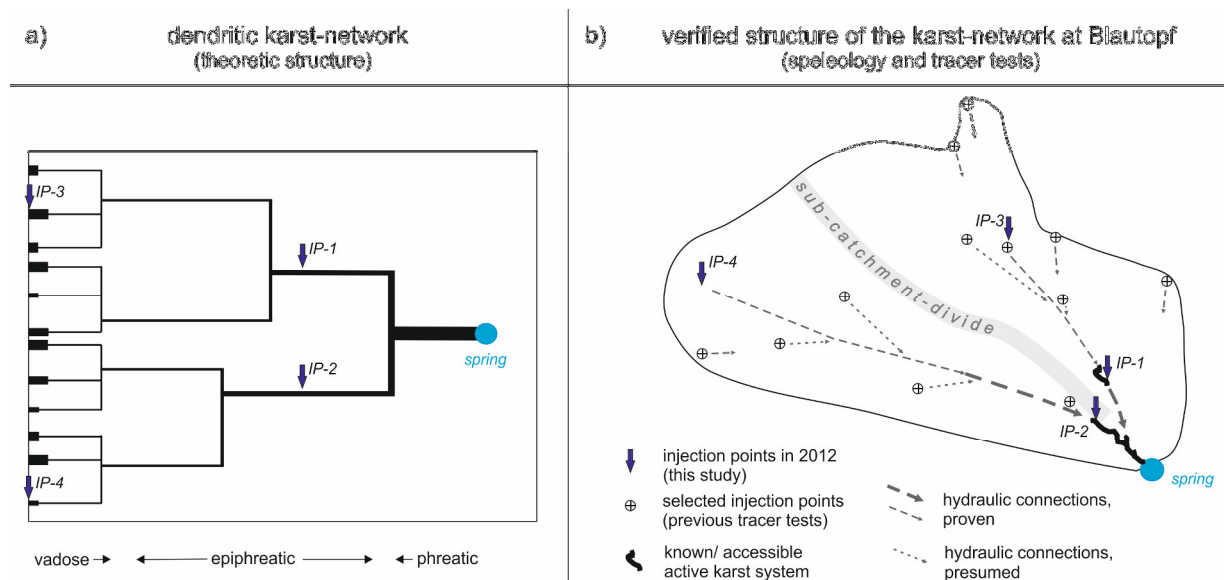 a)
dendritic karst-network
(theoretic structure)
IP-3
IP-1
spring
IP-2
IP-4
vadose
epiphreatic
phreatic
b)
verified structure of the karst-network at Blautopf
(speleology and tracer tests)
sub-catchment-divide
IP-3
IP-4
IP-1
IP-2
spring
injection points in 2012
(this study)
selected injection points
(previous tracer tests)
known/ accessible
active karst system
hydraulic connections,
proven
hydraulic connections,
presumed